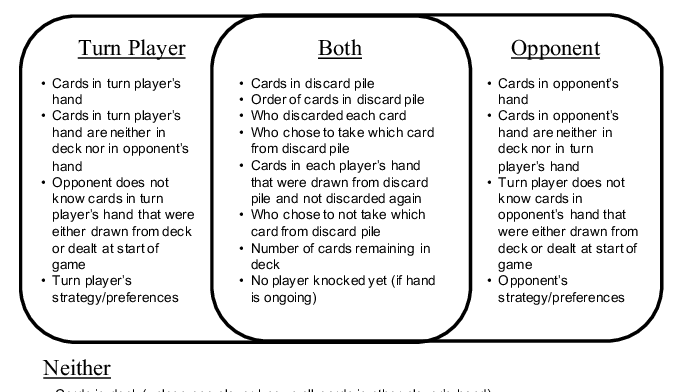 Turn Player
• Cards in turn player's
hand
• Cards in turn player's
hand are neither in
deck nor in opponent's
hand
• Opponent does not
know cards in turn
player's hand that were
either drawn from deck
or dealt at start of
game
• Turn player's
strategy/preferences
Both
• Cards in discard pile
• Order of cards in discard pile
• Who discarded each card
• Who chose to take which card
from discard pile
• Cards in each player's hand
that were drawn from discard
pile and not discarded again
• Who chose to not take which
card from discard pile
• Number of cards remaining in
deck
• No player knocked yet (if hand
is ongoing)
Opponent
• Cards in opponent's
hand
• Cards in opponent's
hand are neither in
deck nor in turn
player's hand
• Turn player does not
know cards in
opponent's hand that
were either drawn from
deck or dealt at start of
game
• Opponent's
strategy/preferences
Neither